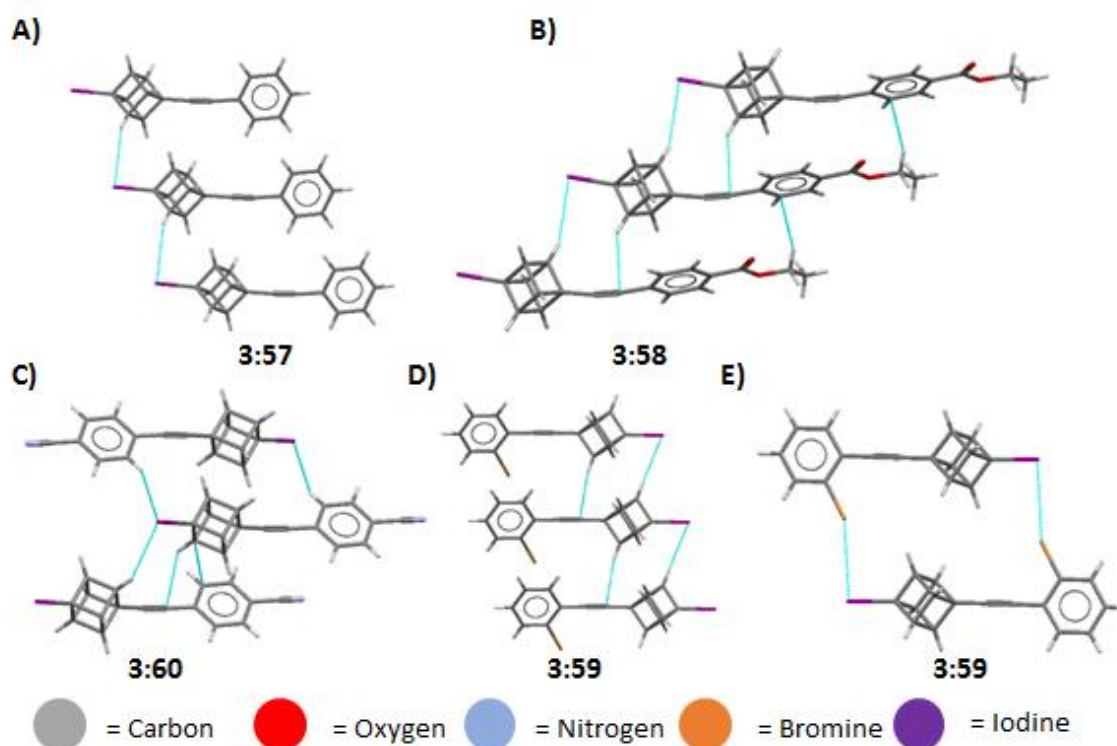 A)
B)
3:57
3:58
C)
D)
E)
3:60
3:59
3:59
= Carbon
= Oxygen
= Nitrogen
= Bromine
= Iodine